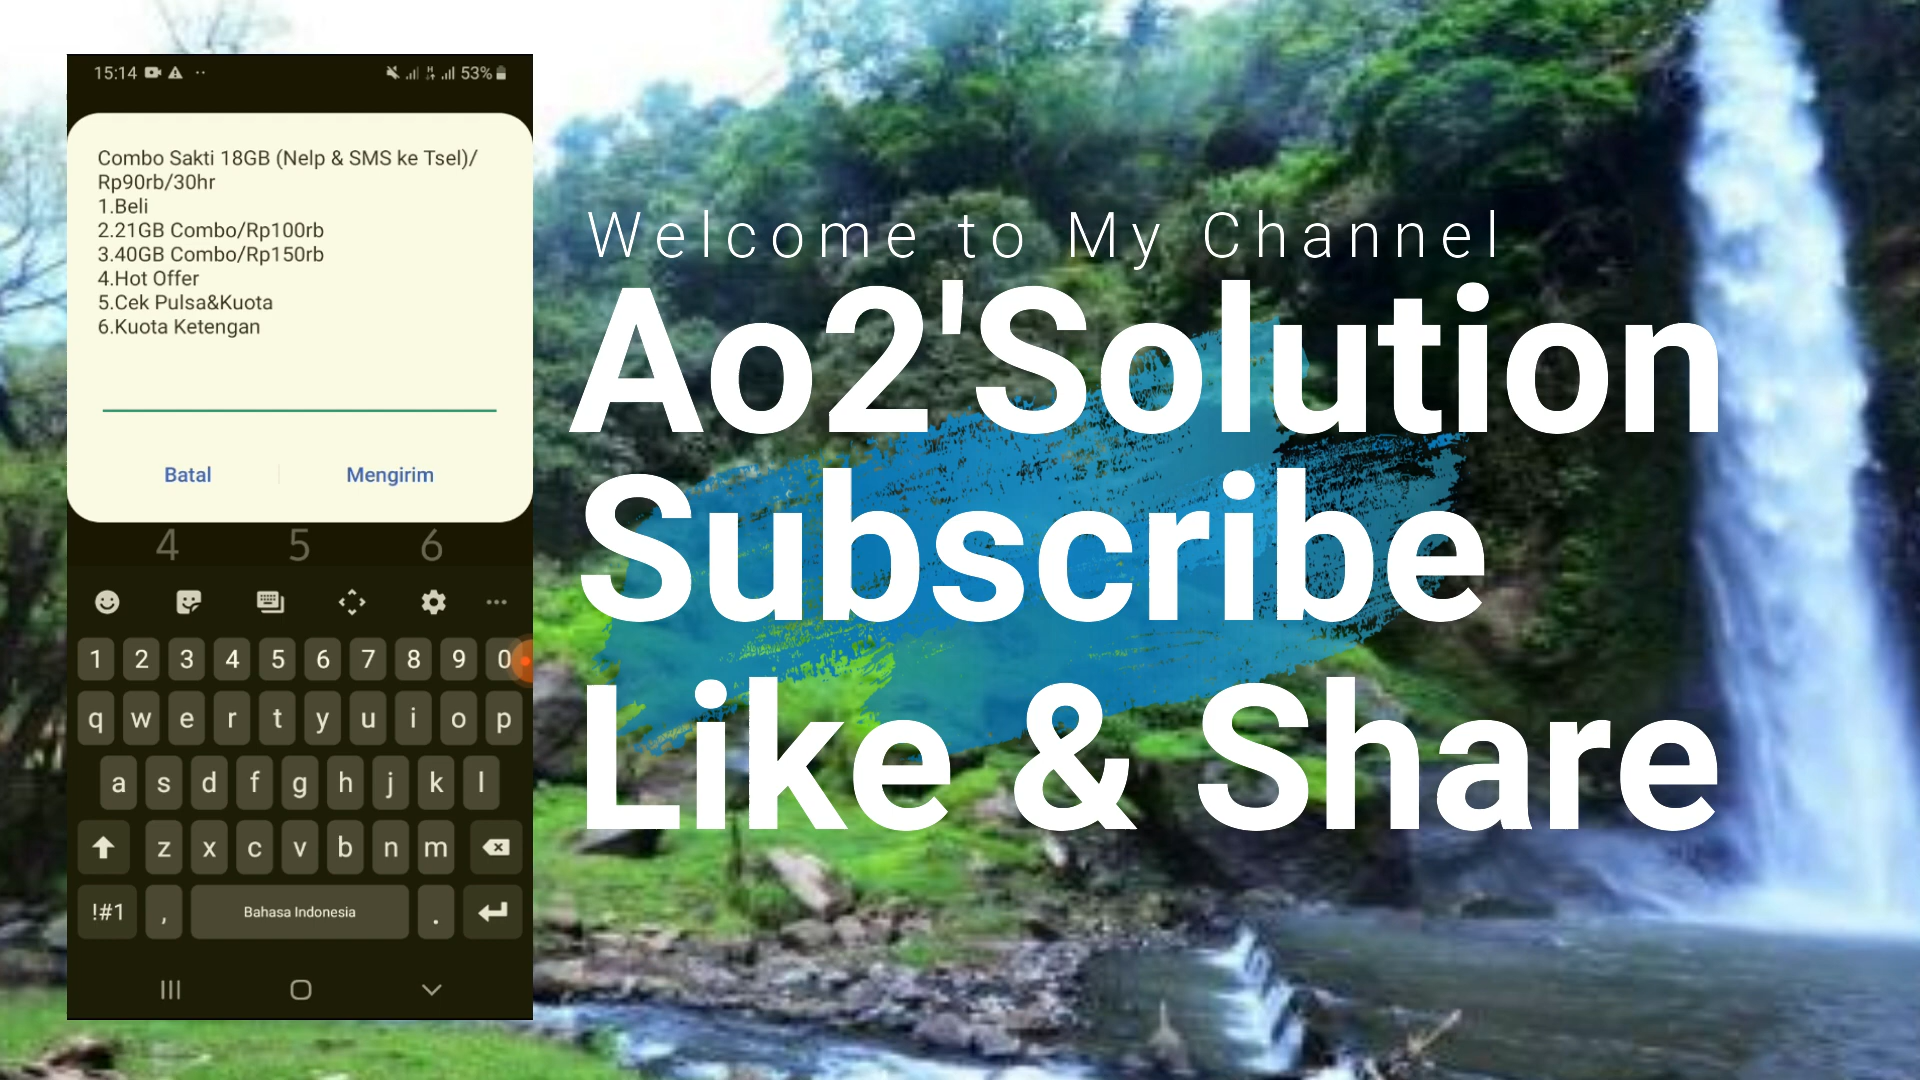 15:14
53%
Combo Sakti 18GB (Nelp & SMS ke Tsel)/
Rp90rb/30hr
1.Beli
2.21GB Combo/Rp100rb
3.40GB Combo/Rp150rb
4.Hot Offer
5.Cek Pulsa&Kuota
6.Kuota Ketengan
Batal
Mengirim
4 5 6
1 2 3 4 5 6 7 8 9 0
q w e r t y u i o p
a s d f g h j k l
z x c v b n m
!#1 , Bahasa Indonesia .
Welcome to My Channel
Ao2'Solution
Subscribe
Like & Share